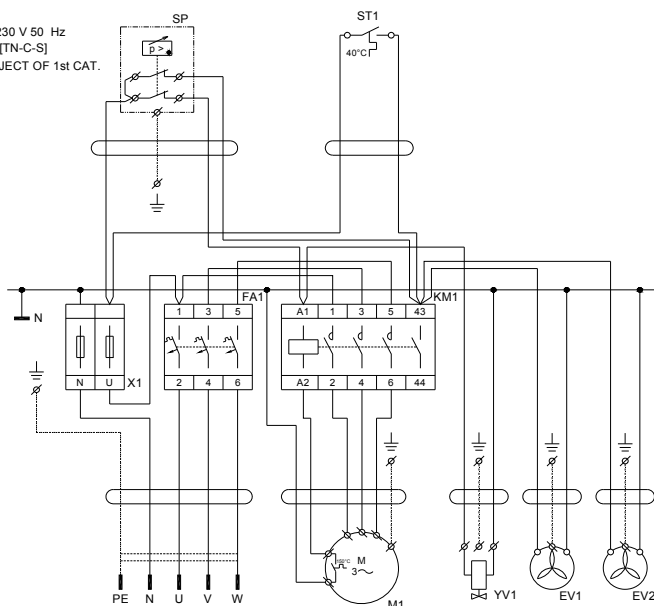 230 V 50 Hz
[TN-C-S]
JECT OF 1st CAT.
SP
p >
ST1
40°C
N
FA1
KM1
1 3 5
A1 1 3 5 43
N U
X1
2 4 6
A2 2 4 6 44
150°C
M
3
PE N U V W
M1
YV1
EV1
EV2